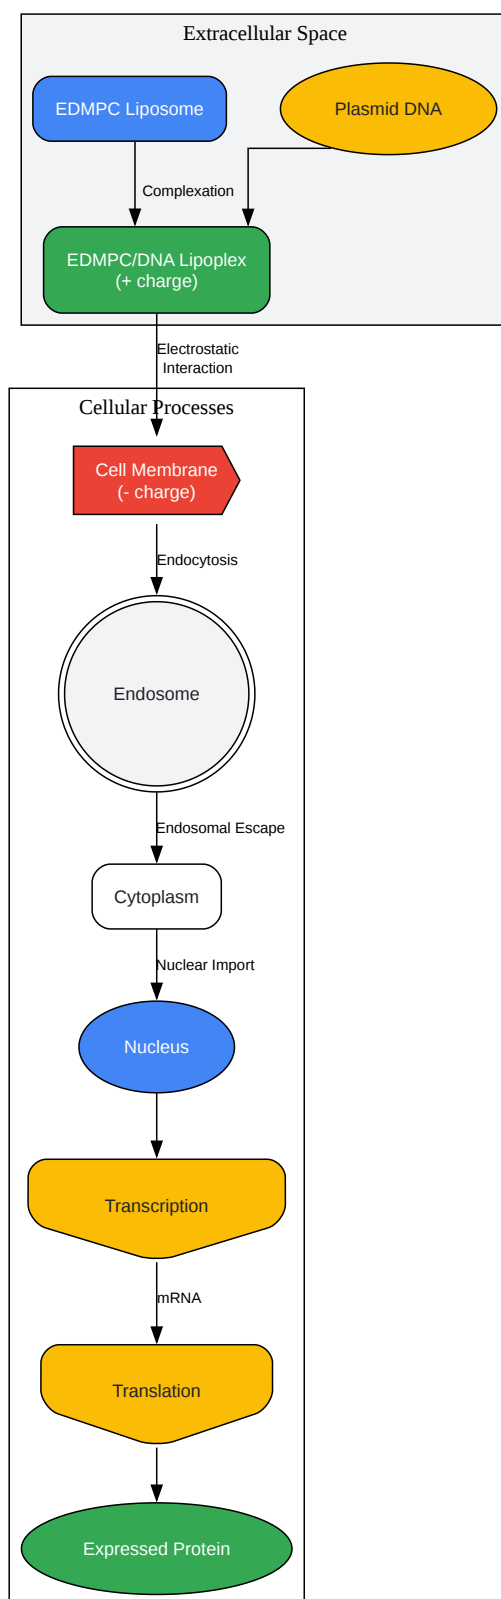 Extracellular Space
EDMPC Liposome
Plasmid DNA
Complexation
EDMPC/DNA Lipoplex
(+ charge)
Electrostatic
Interaction
Cellular Processes
Cell Membrane
(- charge)
Endocytosis
Endosome
Endosomal Escape
Cytoplasm
Nuclear Import
Nucleus
Transcription
mRNA
Translation
Expressed Protein